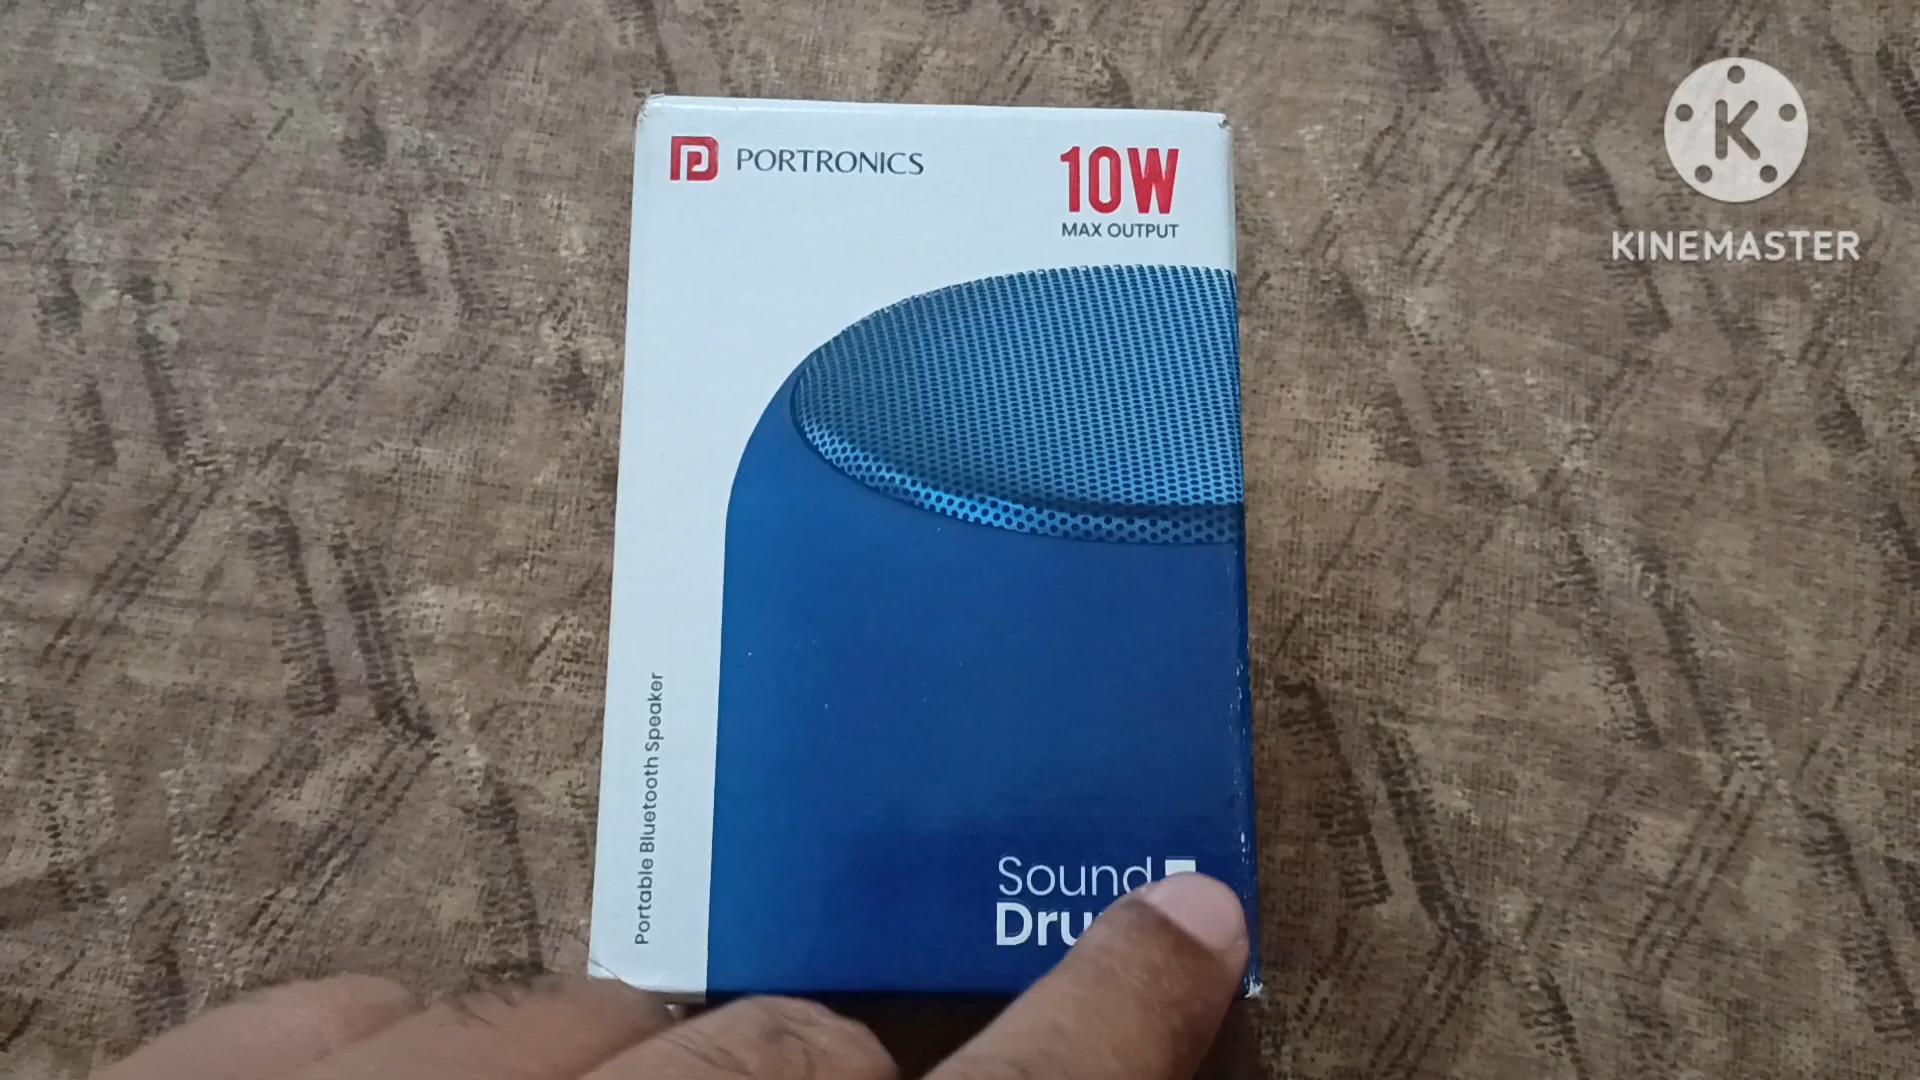 PORTRONICS
10W
MAX OUTPUT
K
KINEMASTER
Portable Bluetooth Speaker
Sound